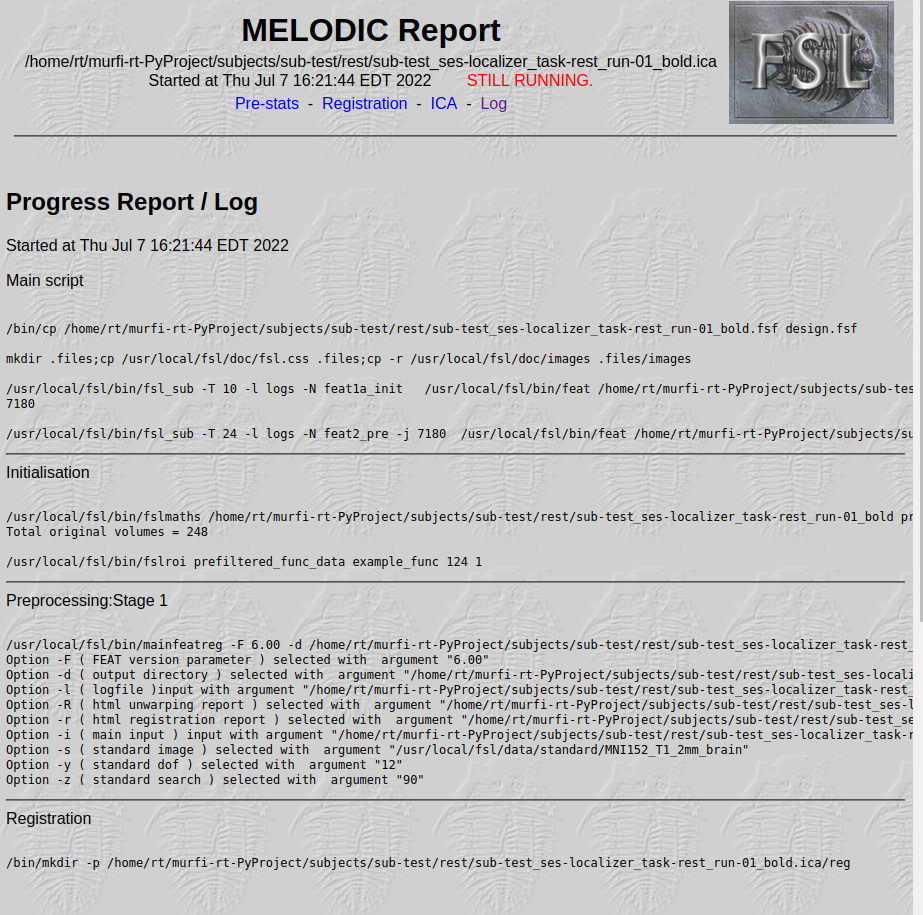 MELODIC Report
/home/rt/murfi-rt-PyProject/subjects/sub-test/rest/sub-test_ses-localizer_task-rest_run-01_bold.ica
Started at Thu Jul 7 16:21:44 EDT 2022 STILL RUNNING.
Pre-stats - Registration - ICA - Log
FSL
Progress Report / Log
Started at Thu Jul 7 16:21:44 EDT 2022
Main script
/bin/cp /home/rt/murfi-rt-PyProject/subjects/sub-test/rest/sub-test_ses-localizer_task-rest_run-01_bold.fsf design.fsf
mkdir .files;cp /usr/local/fsl/doc/fsl.css .files;cp -r /usr/local/fsl/doc/images .files/images
/usr/local/fsl/bin/fsl_sub -T 10 -l logs -N feat1a_init /usr/local/fsl/bin/feat /home/rt/murfi-rt-PyProject/subjects/sub-tes
7180
/usr/local/fsl/bin/fsl_sub -T 24 -l logs -N feat2_pre -j 7180 /usr/local/fsl/bin/feat /home/rt/murfi-rt-PyProject/subjects/su
Initialisation
/usr/local/fsl/bin/fslmaths /home/rt/murfi-rt-PyProject/subjects/sub-test/rest/sub-test_ses-localizer_task-rest_run-01_bold pr
Total original volumes = 248
/usr/local/fsl/bin/fslroi prefiltered_func_data example_func 124 1
Preprocessing:Stage 1
/usr/local/fsl/bin/mainfeatreg -F 6.00 -d /home/rt/murfi-rt-PyProject/subjects/sub-test/rest/sub-test_ses-localizer_task-rest_
Option -F ( FEAT version parameter ) selected with argument "6.00"
Option -d ( output directory ) selected with argument "/home/rt/murfi-rt-PyProject/subjects/sub-test/rest/sub-test_ses-locali
Option -l ( logfile )input with argument "/home/rt/murfi-rt-PyProject/subjects/sub-test/rest/sub-test_ses-localizer_task-rest_
Option -R ( html unwarping report ) selected with argument "/home/rt/murfi-rt-PyProject/subjects/sub-test/rest/sub-test_ses-l
Option -r ( html registration report ) selected with argument "/home/rt/murfi-rt-PyProject/subjects/sub-test/rest/sub-test_se
Option -i ( main input ) input with argument "/home/rt/murfi-rt-PyProject/subjects/sub-test/rest/sub-test_ses-localizer_task-r
Option -s ( standard image ) selected with argument "/usr/local/fsl/data/standard/MNI152_T1_2mm_brain"
Option -y ( standard dof ) selected with argument "12"
Option -z ( standard search ) selected with argument "90"
Registration
/bin/mkdir -p /home/rt/murfi-rt-PyProject/subjects/sub-test/rest/sub-test_ses-localizer_task-rest_run-01_bold.ica/reg